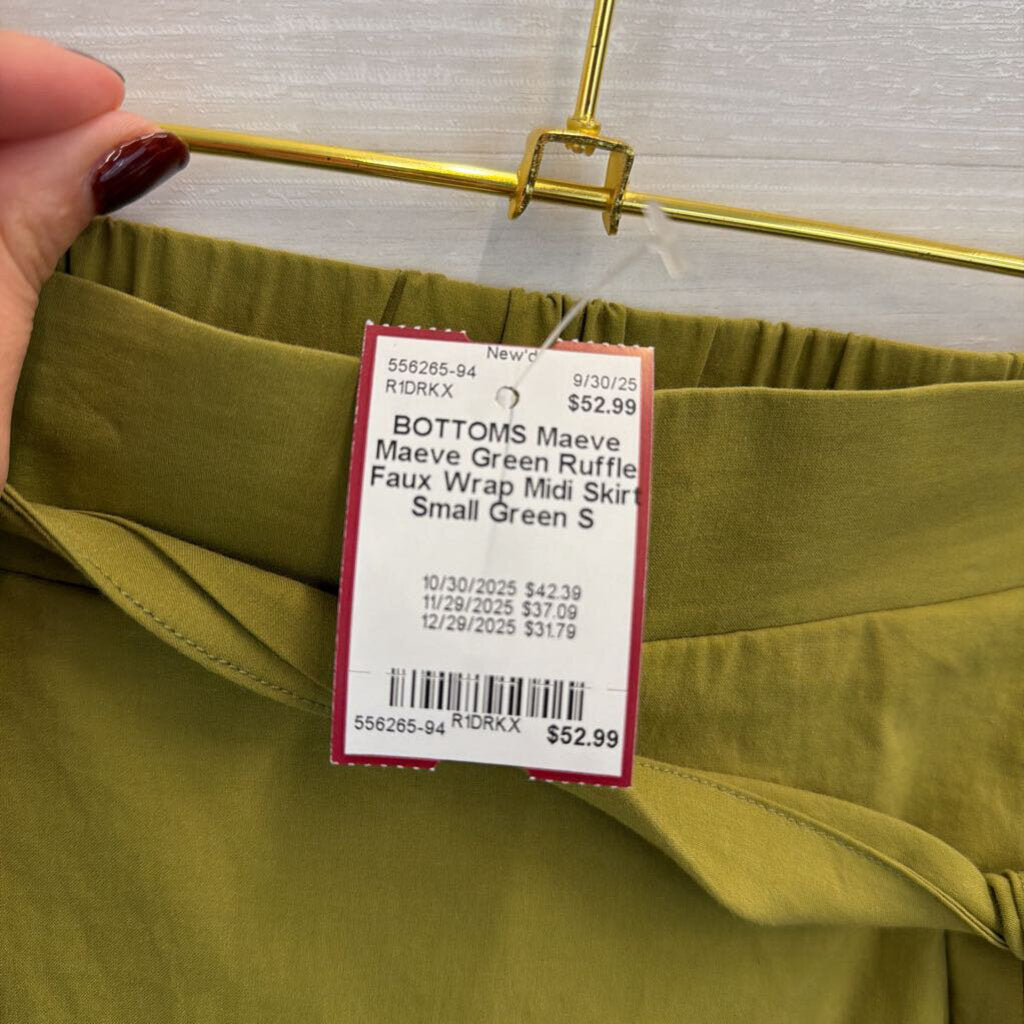 New'd
556265-94
9/30/25
R1DRKX
$52.99
BOTTOMS Maeve
Maeve Green Ruffle
Faux Wrap Midi Skirt
Small Green S
10/30/2025 $42.39
11/29/2025 $37.09
12/29/2025 $31.79
556265-94 R1DRKX $52.99